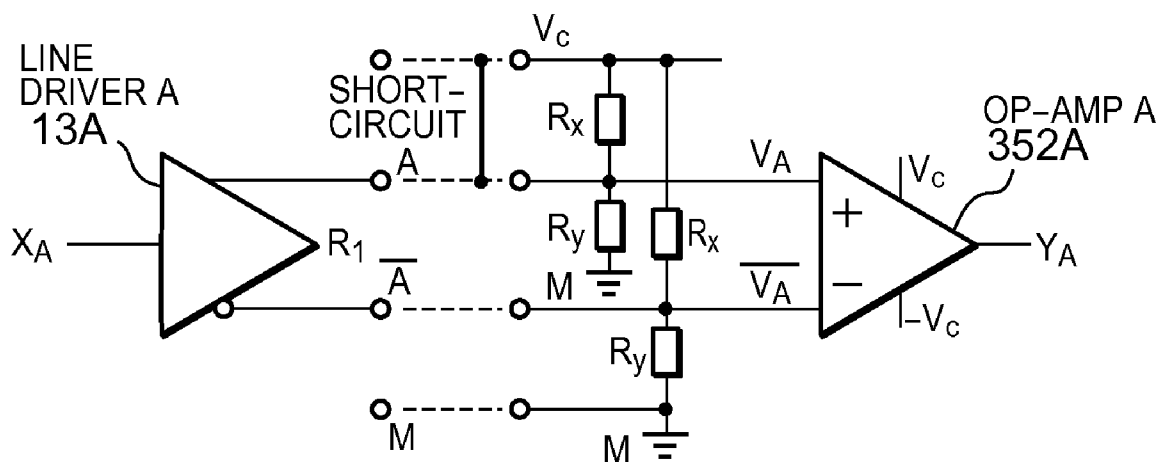 LINE
DRIVER A
13A
SHORT-
CIRCUIT
Vc
Rx
OP-AMP A
352A
A
VA
Vc
XA
R1
Ry
Rx
+
YA
A̅
M
V̅A̅
−
-Vc
Ry
M
M